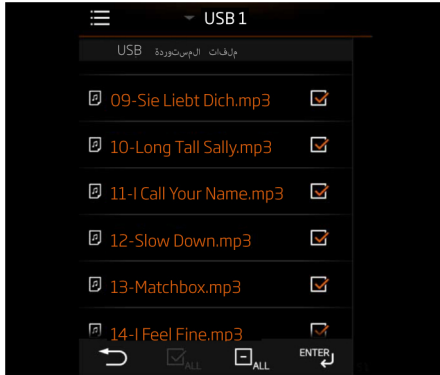 USB 1
ملفات المستوردة USB
09-Sie Liebt Dich.mp3
10-Long Tall Sally.mp3
11-I Call Your Name.mp3
12-Slow Down.mp3
13-Matchbox.mp3
14-I Feel Fine.mp3
ALL ALL ENTER